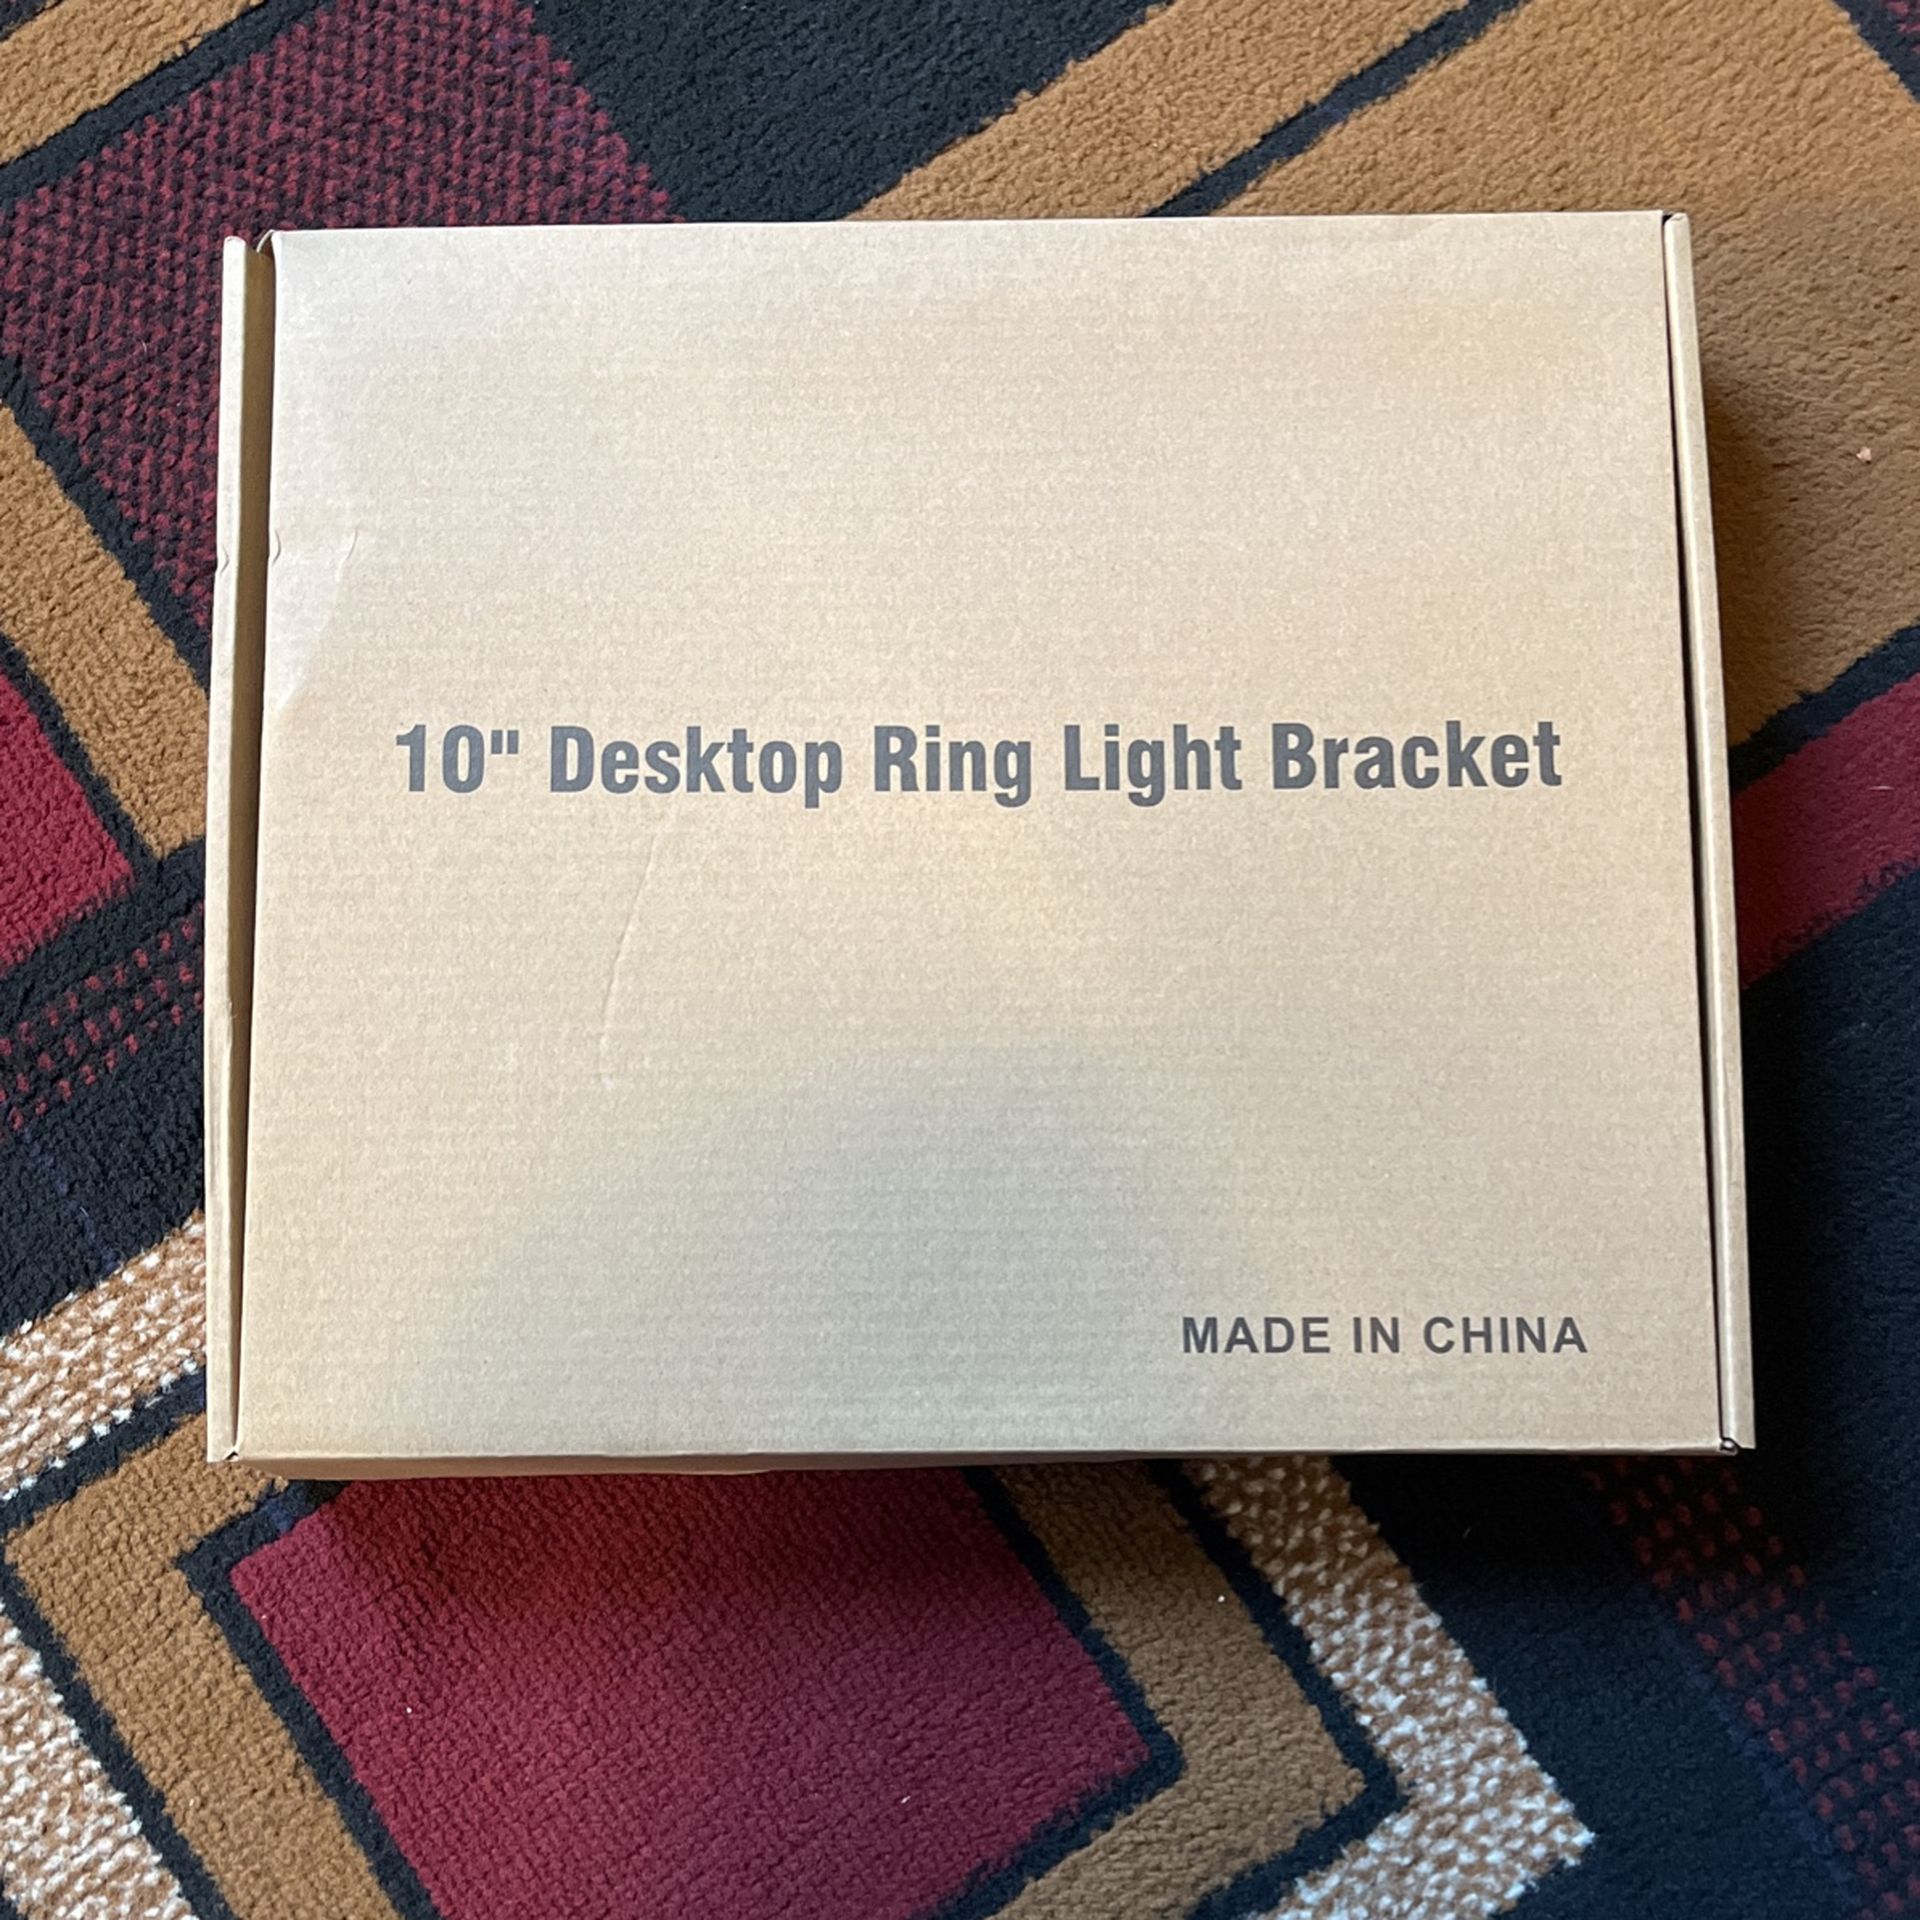 10" Desktop Ring Light Bracket
MADE IN CHINA